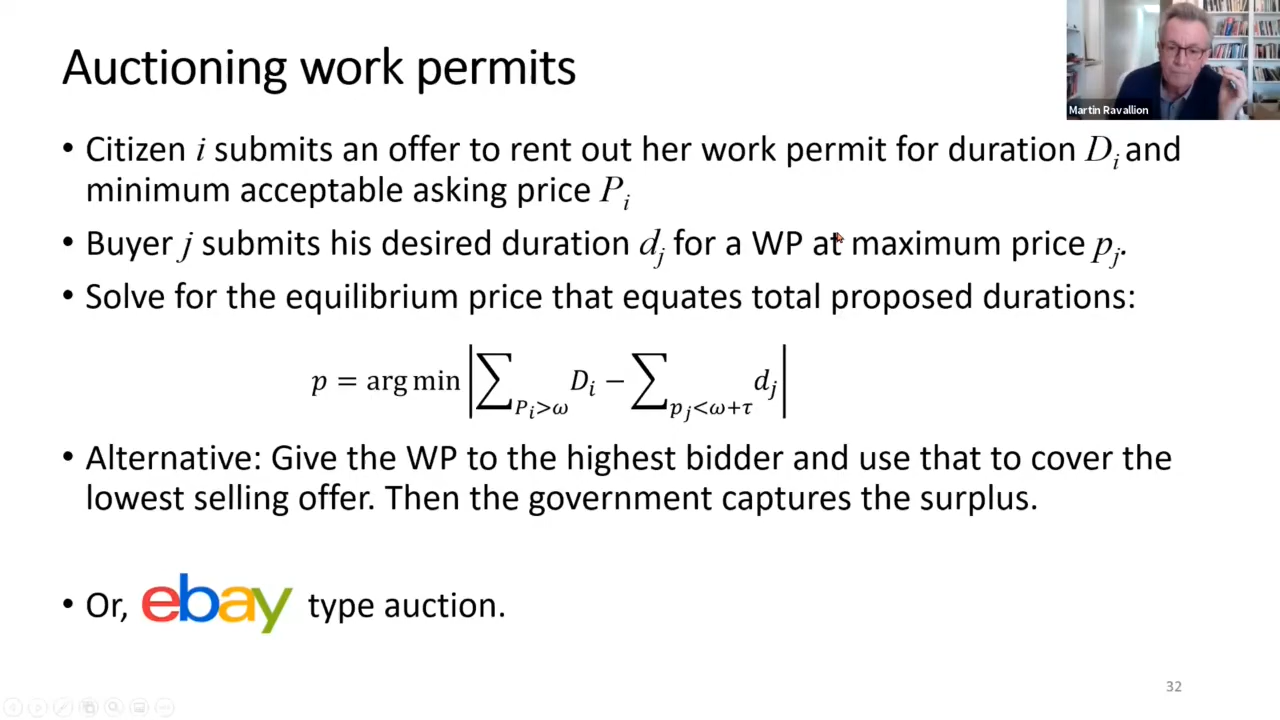 Auctioning work permits
Martin Ravallion
• Citizen i submits an offer to rent out her work permit for duration Dᵢ and
minimum acceptable asking price Pᵢ
• Buyer j submits his desired duration dⱼ for a WP at maximum price pⱼ.
• Solve for the equilibrium price that equates total proposed durations:
p = arg min |∑_{Pᵢ>ω} Dᵢ − ∑_{pⱼ<ω+τ} dⱼ|
• Alternative: Give the WP to the highest bidder and use that to cover the
lowest selling offer. Then the government captures the surplus.
• Or, ebay type auction.
32